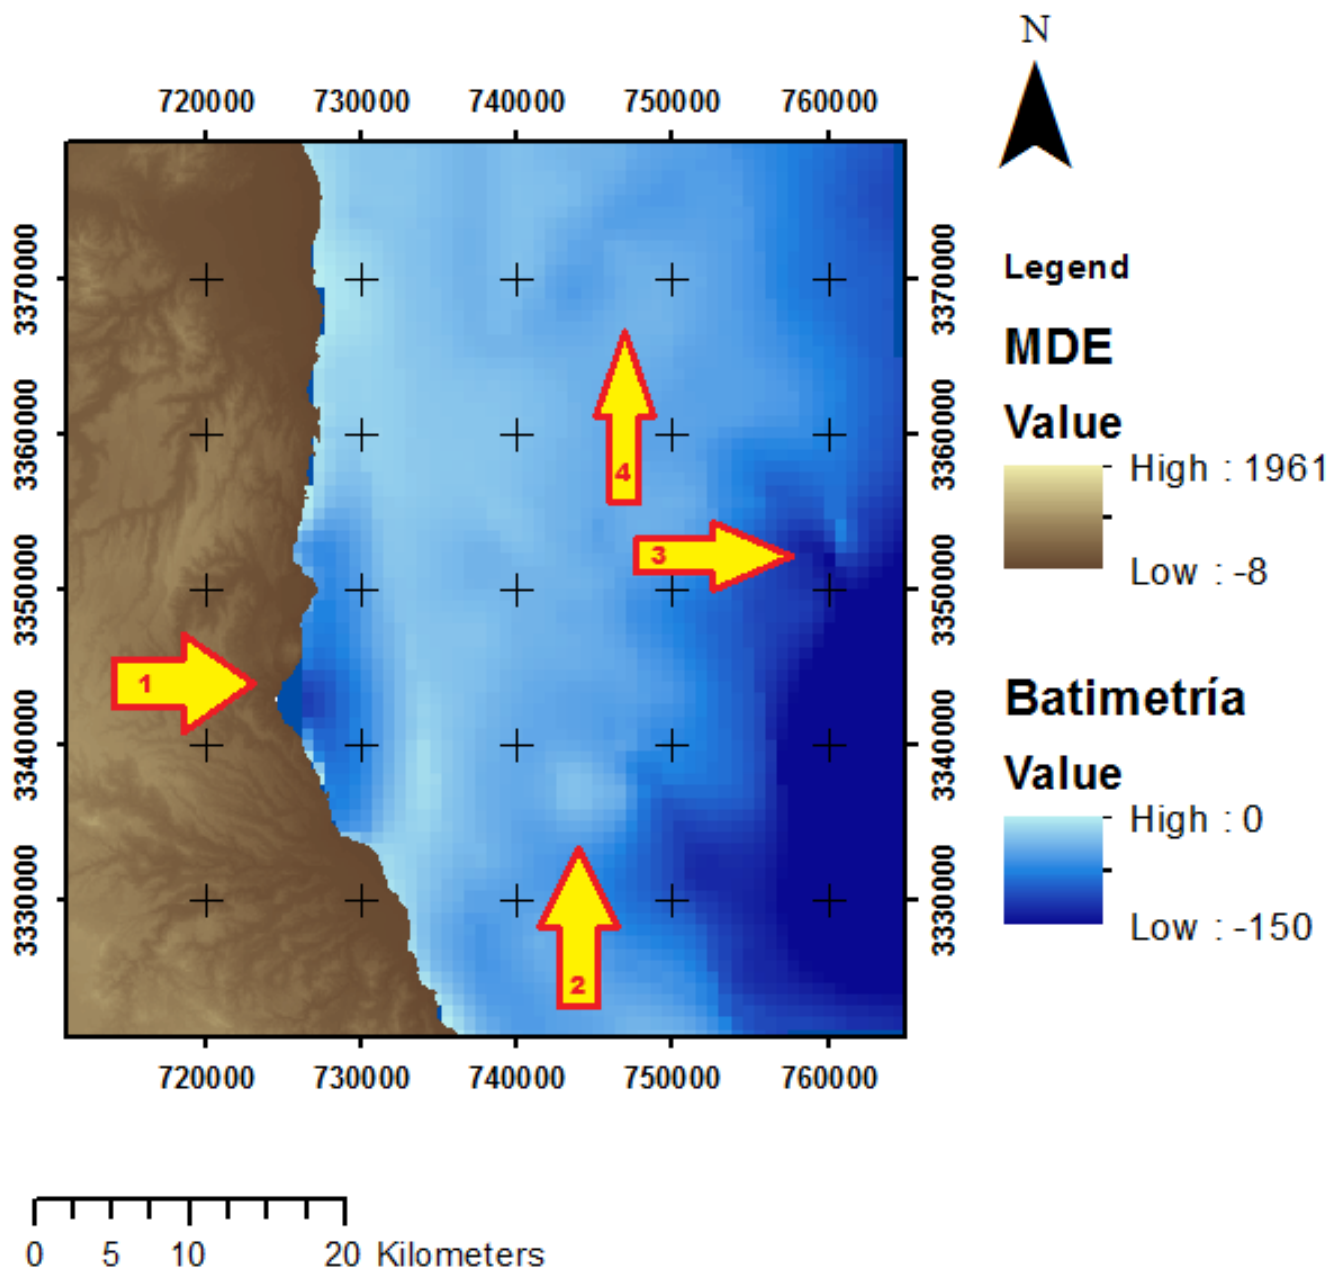 N
720000 730000 740000 750000 760000
3370000 3370000
3360000 3360000
3350000 3350000
3340000 3340000
3330000 3330000
4
3
1
2
720000 730000 740000 750000 760000
Legend
MDE
Value
High : 1961
Low : -8
Batimetría
Value
High : 0
Low : -150
0 5 10 20 Kilometers